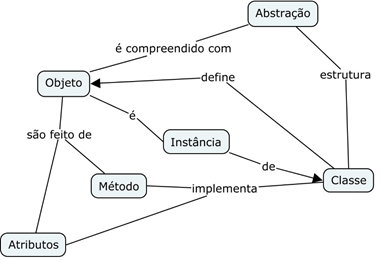 Abstração
é compreendido com
estrutura
define
Objeto
é
são feito de
Instância
de
Método
implementa
Classe
Atributos